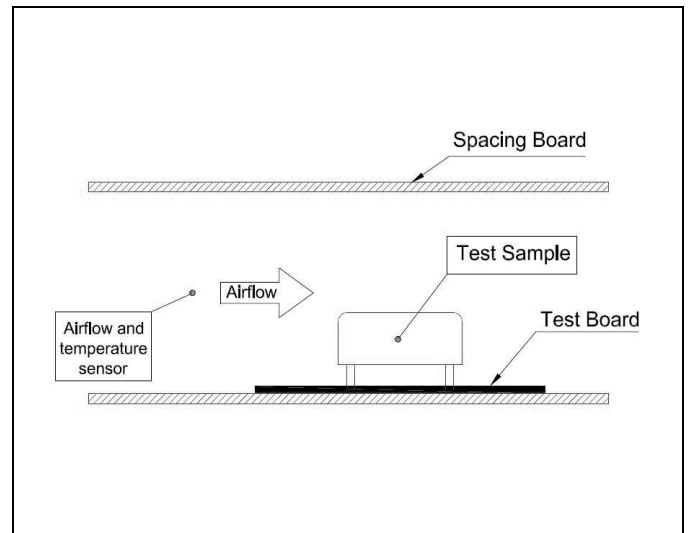 Spacing Board
Test Sample
Airflow
Test Board
Airflow and
temperature
sensor